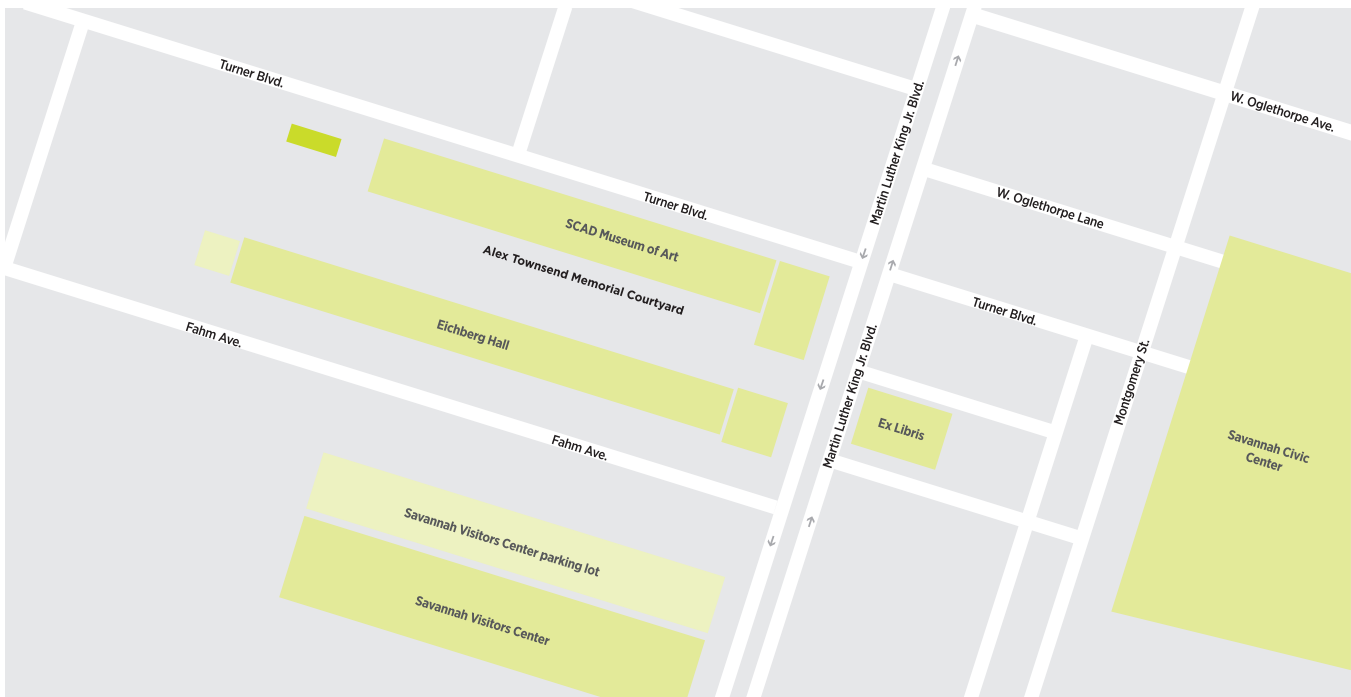 Turner Blvd.
Martin Luther King Jr. Blvd.
W. Oglethorpe Ave.
W. Oglethorpe Lane
Turner Blvd.
SCAD Museum of Art
Alex Townsend Memorial Courtyard
Turner Blvd.
Fahm Ave.
Eichberg Hall
Martin Luther King Jr. Blvd.
Montgomery St.
Ex Libris
Savannah Civic
Center
Fahm Ave.
Savannah Visitors Center parking lot
Savannah Visitors Center